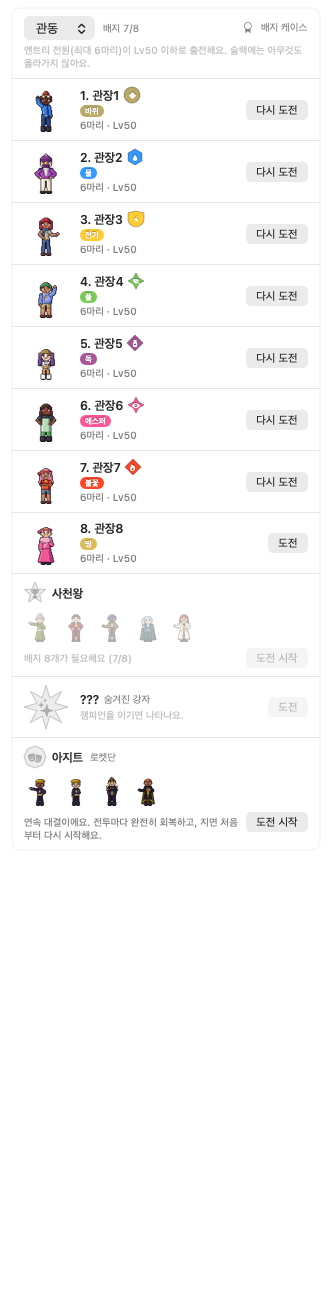 관동
배지 7/8
배지 케이스
엔트리 전원(최대 6마리)이 Lv50 이하로 출전해요. 술랙에는 아무것도
올라가지 않아요.
1. 관장1
바위
6마리 · Lv50
다시 도전
2. 관장2
물
6마리 · Lv50
다시 도전
3. 관장3
전기
6마리 · Lv50
다시 도전
4. 관장4
풀
6마리 · Lv50
다시 도전
5. 관장5
독
6마리 · Lv50
다시 도전
6. 관장6
에스퍼
6마리 · Lv50
다시 도전
7. 관장7
불꽃
6마리 · Lv50
다시 도전
8. 관장8
땅
6마리 · Lv50
도전
사천왕
배지 8개가 필요해요 (7/8)
도전 시작
??? 숨겨진 강자
챔피언을 이기면 나타나요.
도전
아지트 로켓단
연속 대결이에요. 전투마다 완전히 회복하고, 지면 처음
부터 다시 시작해요.
도전 시작